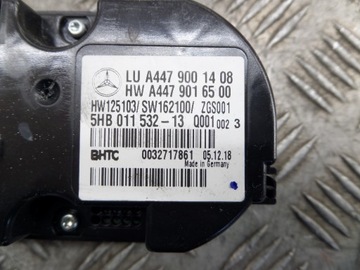 LU A447 900 14 08
HW A447 901 65 00
HW125103/SW162100/ ZGS001
5HB 011 532-13 Q001 002 3
BHTC 0032717861 05.12.18
Made in Germany